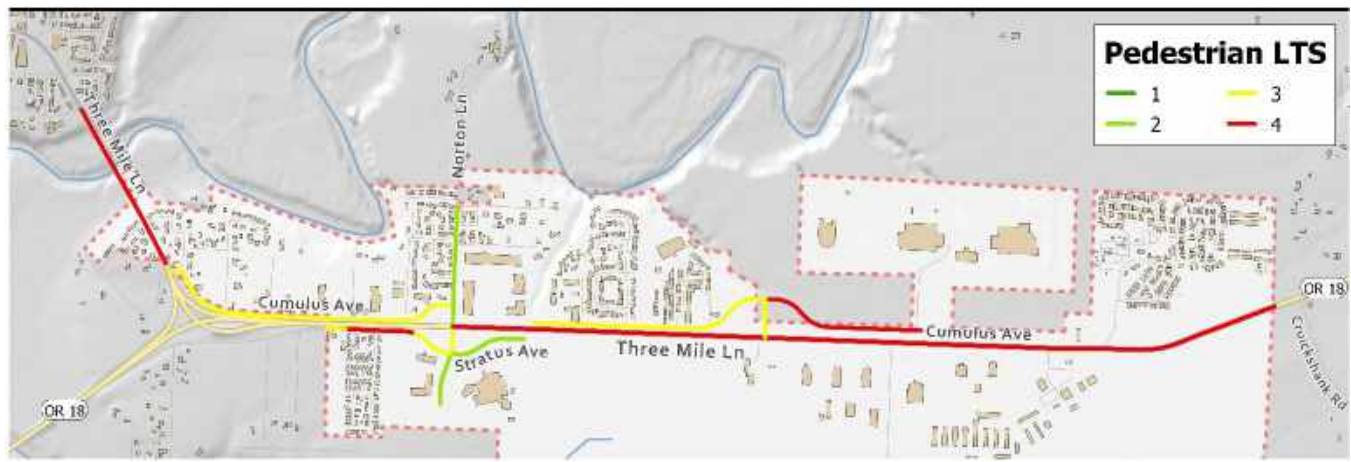 Pedestrian LTS
1
3
2
4
Three Mile Ln
Norton Ln
Cumulus Ave
OR 18
Stratus Ave
Three Mile Ln
Cumulus Ave
Cruickshank Rd
OR 18